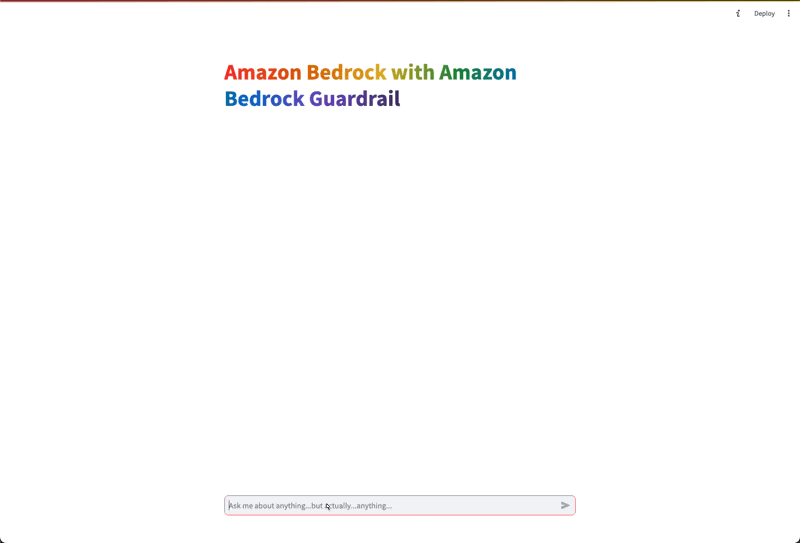 Deploy
Amazon Bedrock with Amazon
Bedrock Guardrail
Ask me about anything...but actually...anything...